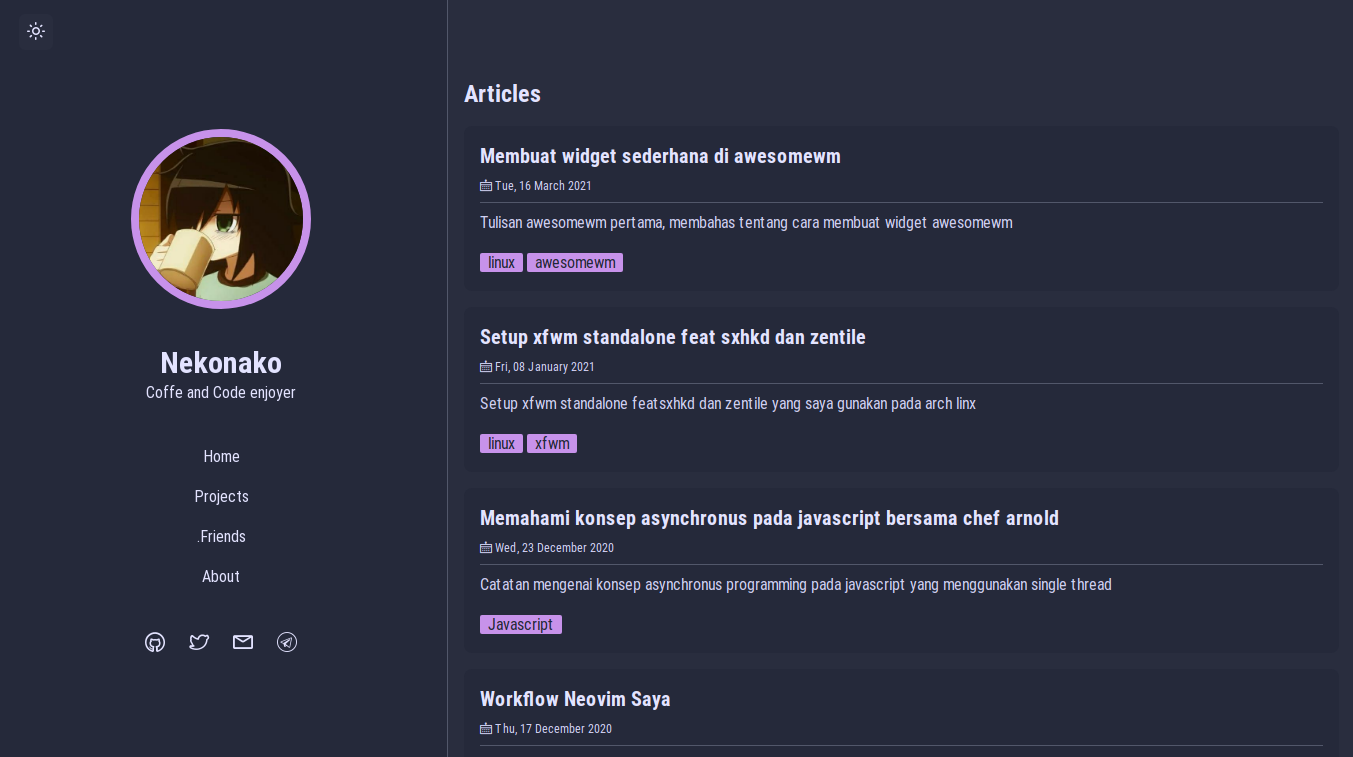 Nekonako
Coffe and Code enjoyer
Home
Projects
.Friends
About
Articles
Membuat widget sederhana di awesomewm
Tue, 16 March 2021
Tulisan awesomewm pertama, membahas tentang cara membuat widget awesomewm
linux awesomewm
Setup xfwm standalone feat sxhkd dan zentile
Fri, 08 January 2021
Setup xfwm standalone featsxhkd dan zentile yang saya gunakan pada arch linx
linux xfwm
Memahami konsep asynchronus pada javascript bersama chef arnold
Wed, 23 December 2020
Catatan mengenai konsep asynchronus programming pada javascript yang menggunakan single thread
Javascript
Workflow Neovim Saya
Thu, 17 December 2020